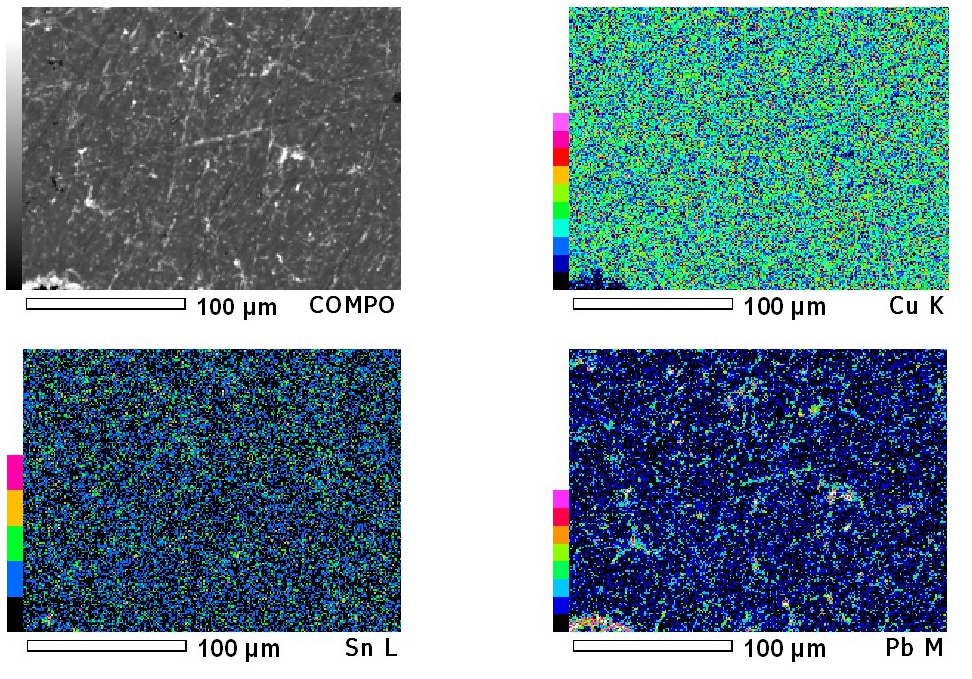 100 µm COMPO
100 µm Cu K
100 µm Sn L
100 µm Pb M